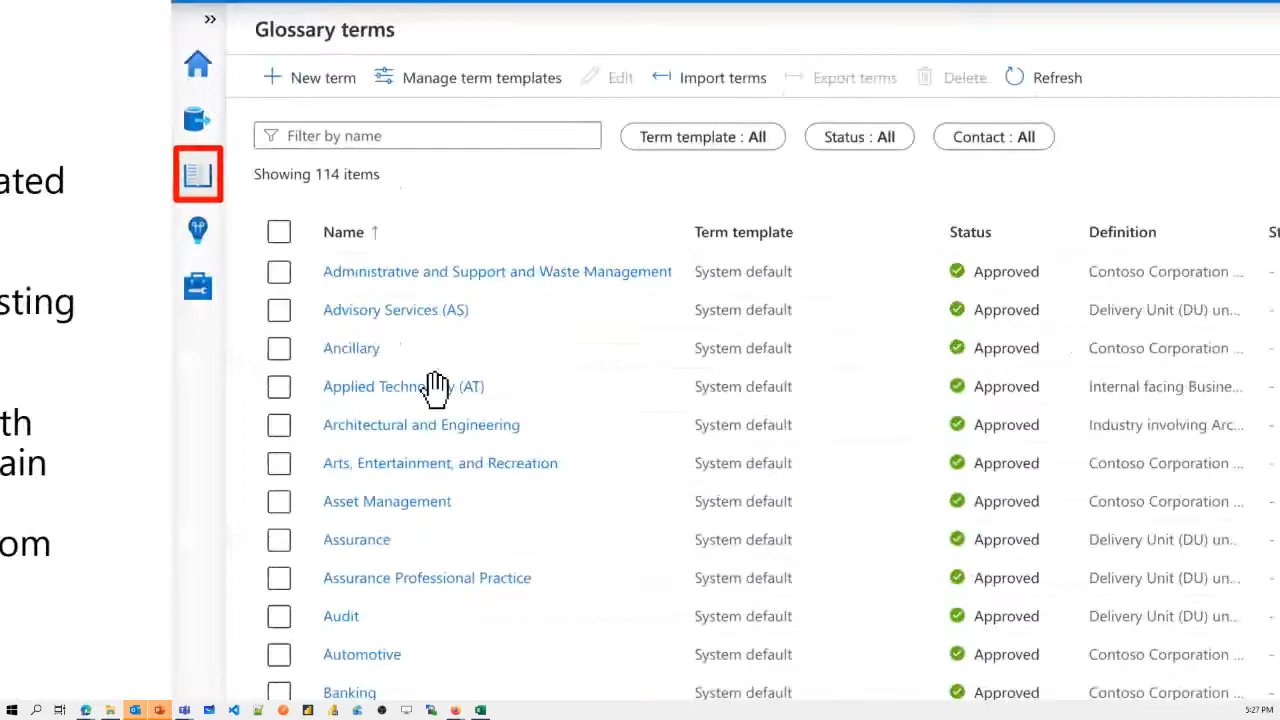 »
Glossary terms
New term Manage term templates Edit Import terms Export terms Delete Refresh
Filter by name Term template : All Status : All Contact : All
Showing 114 items
Name ↑ Term template Status Definition St
Administrative and Support and Waste Management System default Approved Contoso Corporation ...
Advisory Services (AS) System default Approved Delivery Unit (DU) un... -
Ancillary System default Approved Contoso Corporation ... -
Applied (AT) System default Approved Internal facing Busine... -
Architectural and Engineering System default Approved Industry involving Arc... -
Arts, Entertainment, and Recreation System default Approved Contoso Corporation ... -
Asset Management System default Approved Contoso Corporation ... -
Assurance System default Approved Delivery Unit (DU) un... -
Assurance Professional Practice System default Approved Delivery Unit (DU) un... -
Audit System default Approved Delivery Unit (DU) un... -
Automotive System default Approved Contoso Corporation ... -
Banking System default Approved Contoso Corporation ... -
ated
sting
th
ain
om
5:27 PM